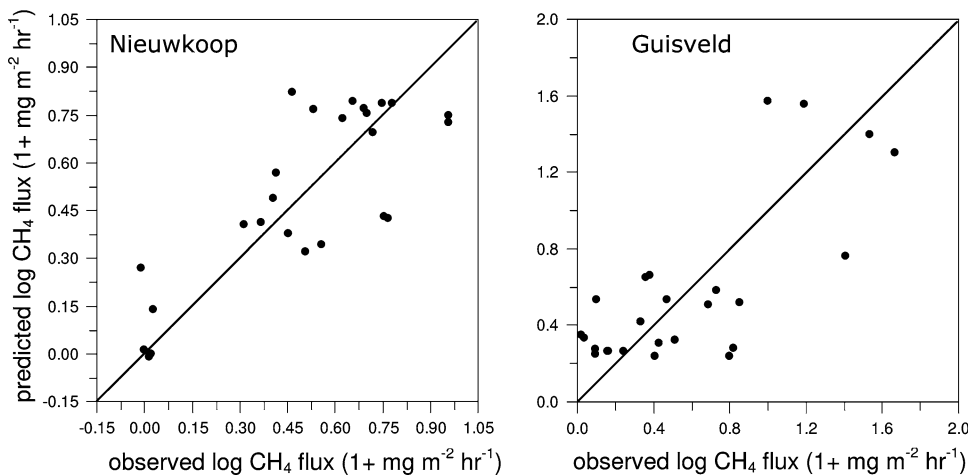 Nieuwkoop
predicted log CH₄ flux (1+ mg m⁻² hr⁻¹)
1.05
0.90
0.75
0.60
0.45
0.30
0.15
0.00
-0.15
-0.15 0.00 0.15 0.30 0.45 0.60 0.75 0.90 1.05
observed log CH₄ flux (1+ mg m⁻² hr⁻¹)
Guisveld
2.0
1.6
1.2
0.8
0.4
0.0
0.0 0.4 0.8 1.2 1.6 2.0
observed log CH₄ flux (1+ mg m⁻² hr⁻¹)